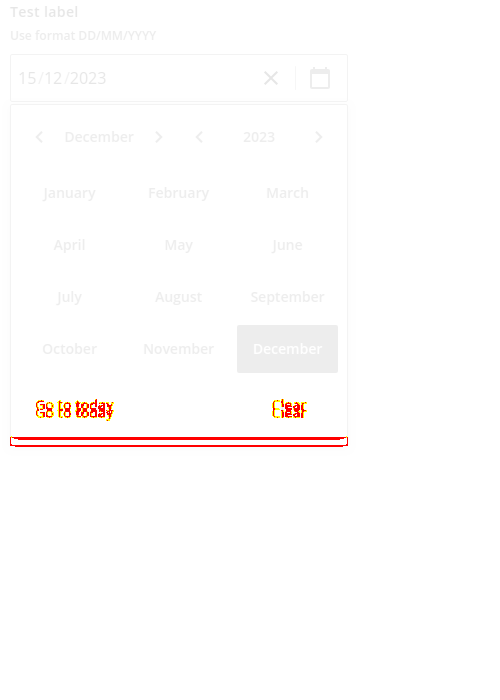 Test label
Use format DD/MM/YYYY
15/12/2023
December 2023
January February March
April May June
July August September
October November December
Go to today Clear